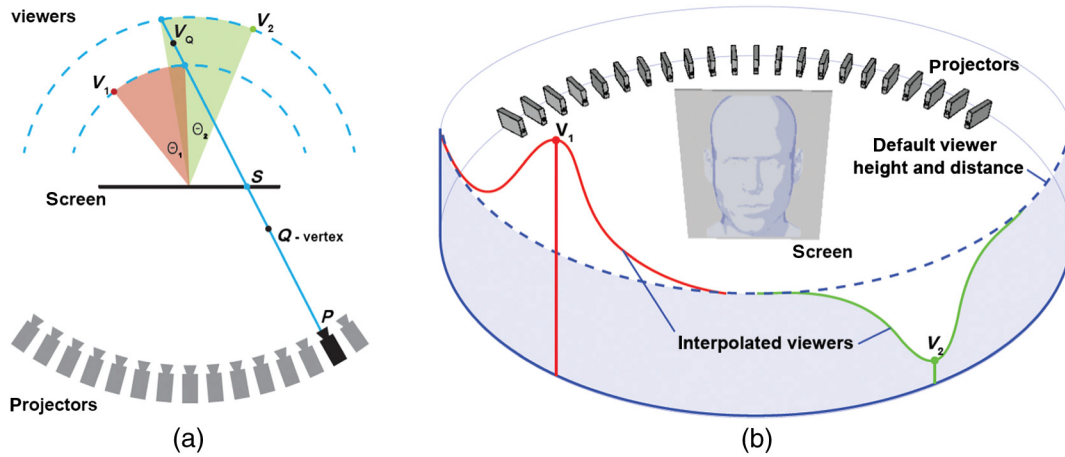 viewers
V₂
V_Q
V₁
Θ₂
Θ₁
S
Screen
Q - vertex
P
Projectors
(a)
Projectors
V₁
Default viewer
height and distance
Screen
Interpolated viewers
V₂
(b)